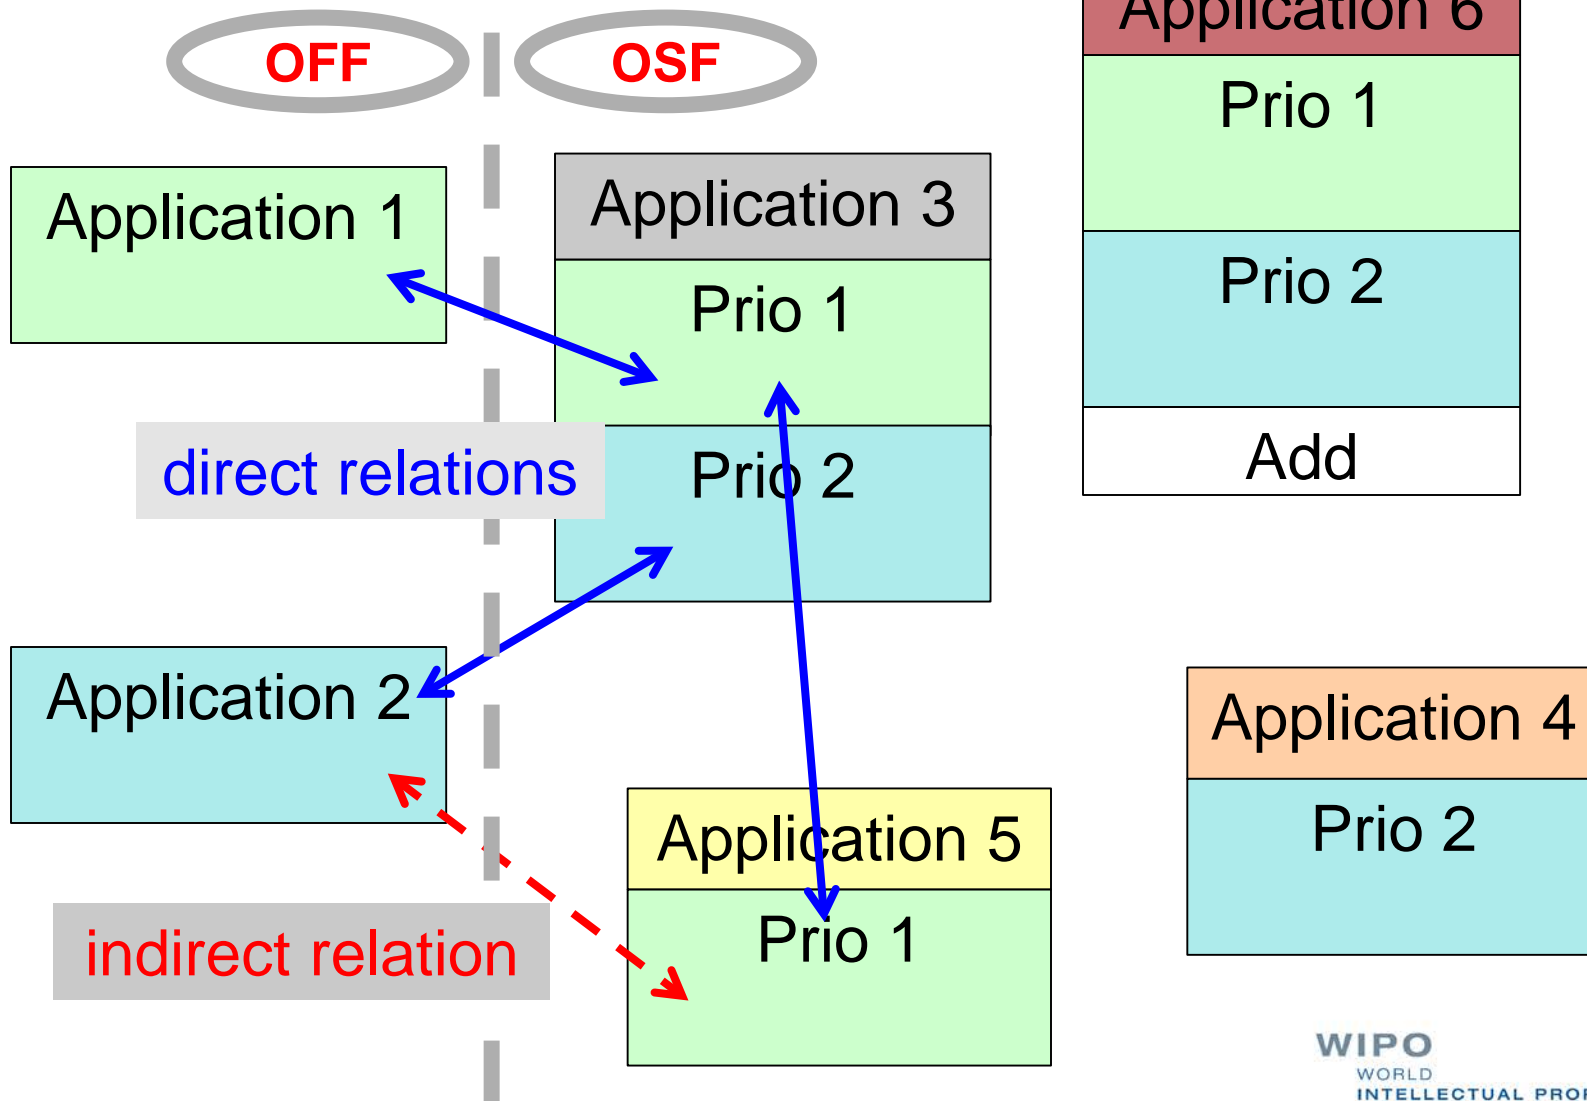 OFF
OSF
Application 6
Prio 1
Prio 2
Add
Application 1
Application 3
Prio 1
Prio 2
direct relations
Application 2
Application 4
Prio 2
Application 5
Prio 1
indirect relation
WIPO
WORLD
INTELLECTUAL